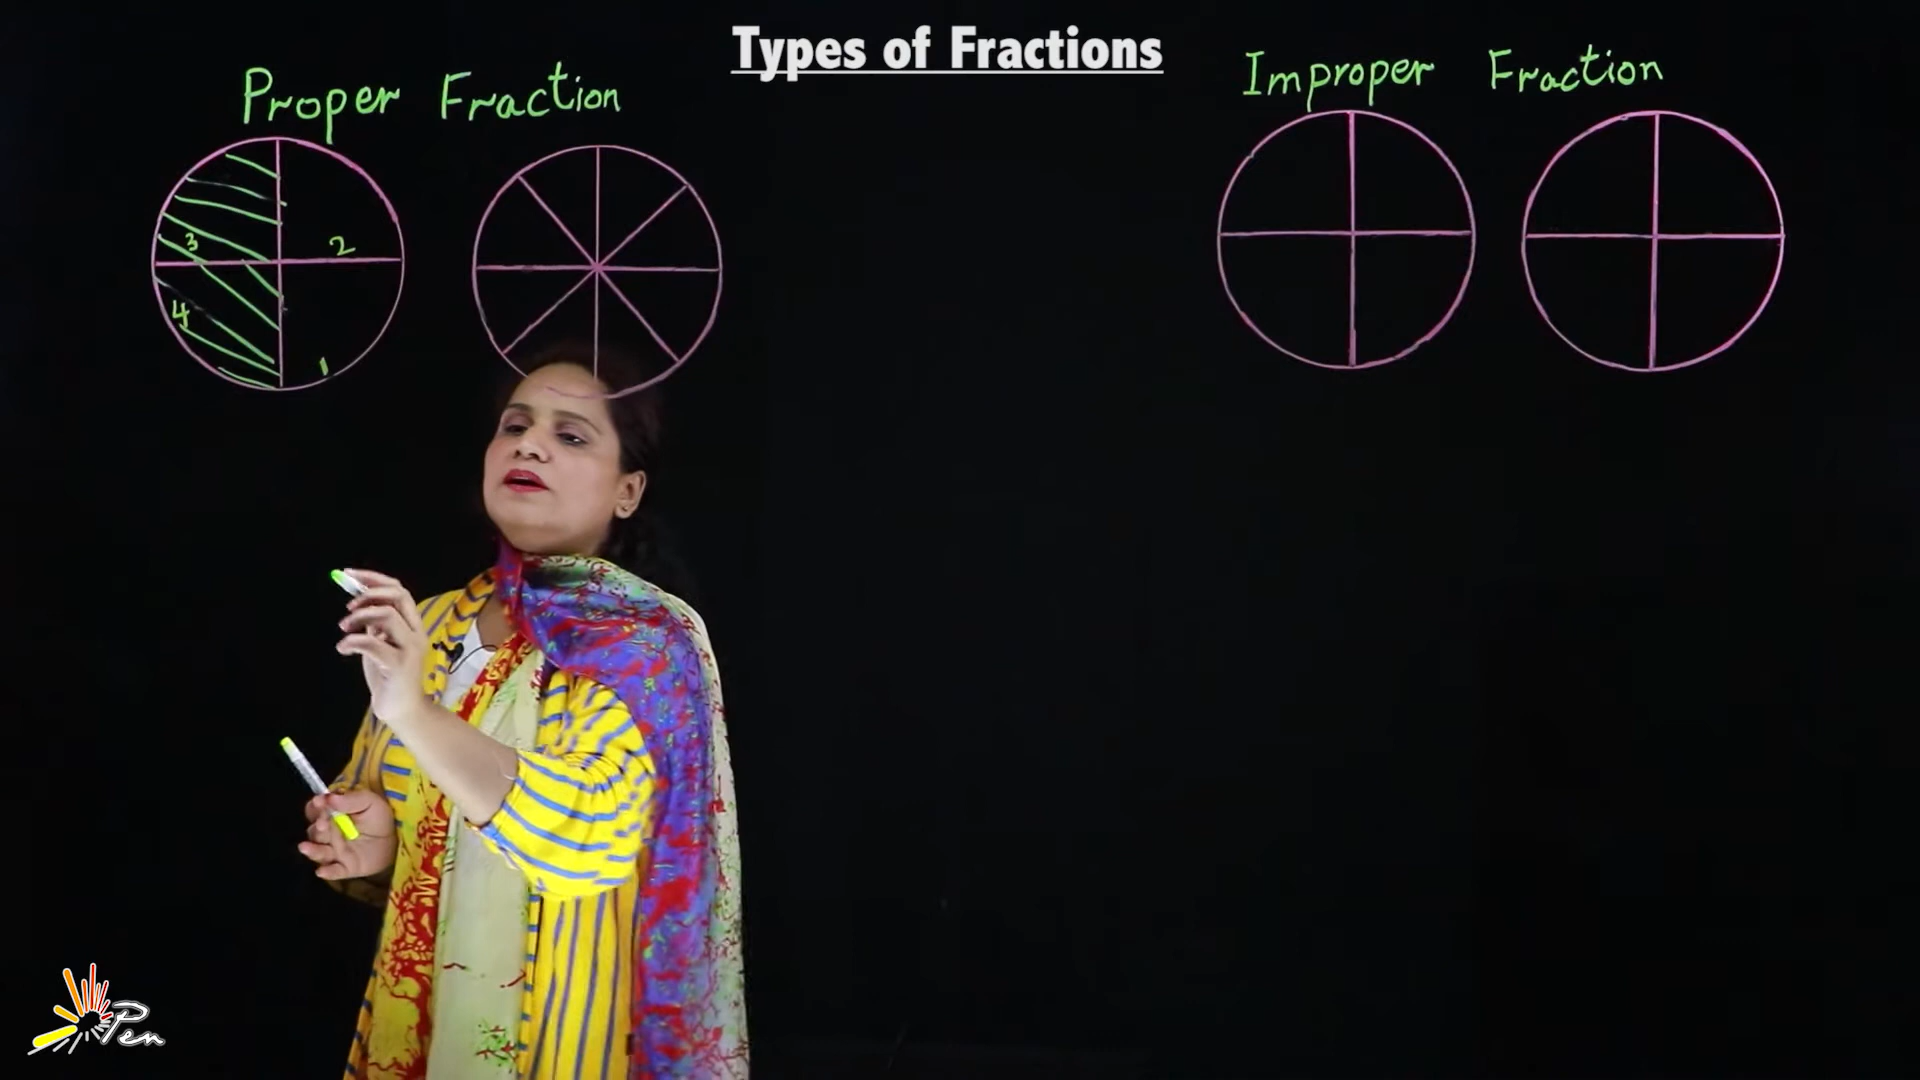 Types of Fractions
Proper Fraction
Improper Fraction
3
2
4
1
Pen